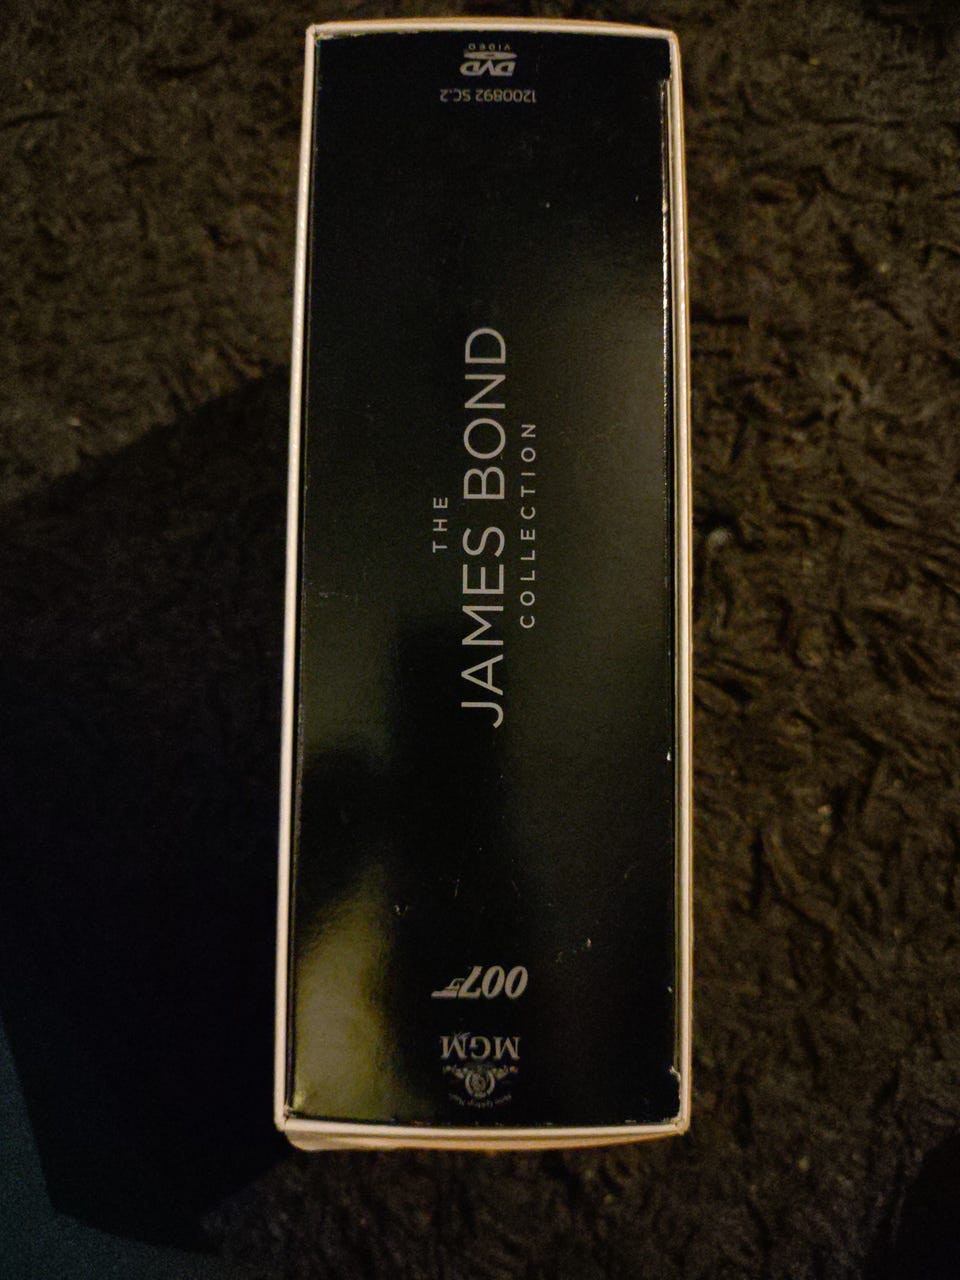 THE
JAMES BOND
COLLECTION
DVD
VIDEO
1200892 SC.2
007
MGM